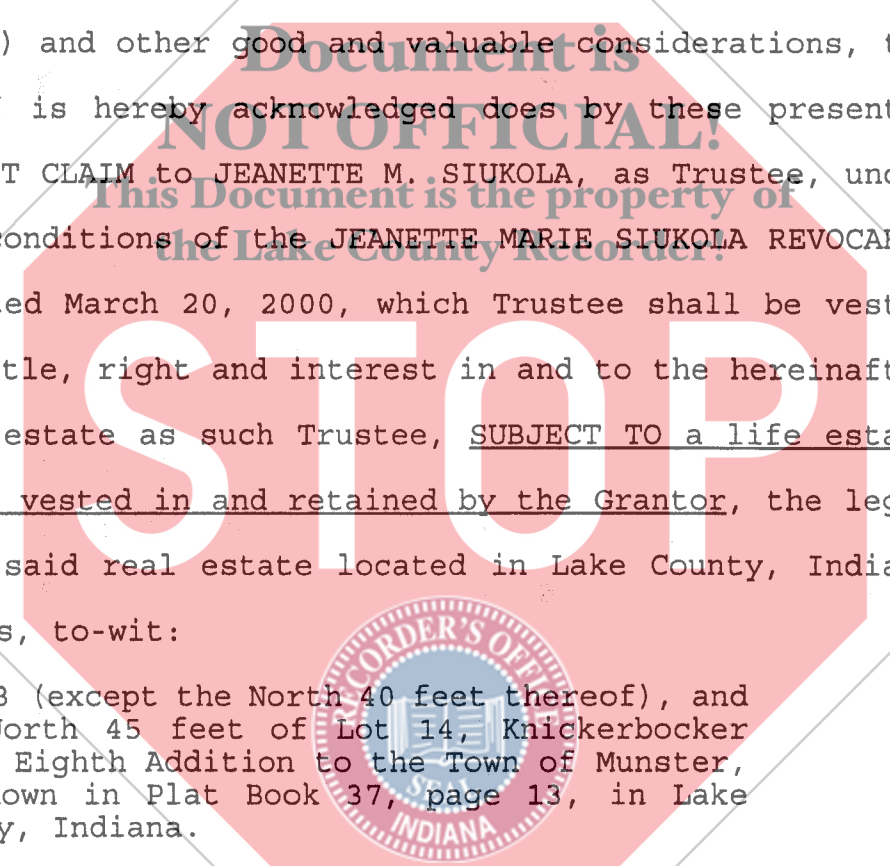 ) and other good and valuable considerations, t
is hereby acknowledged does by these present
T CLAIM to JEANETTE M. SIUKOLA, as Trustee, und
conditions of the JEANETTE MARIE SIUKOLA REVOCAB
ed March 20, 2000, which Trustee shall be vest
tle, right and interest in and to the hereinaft
estate as such Trustee, SUBJECT TO a life esta
vested in and retained by the Grantor, the leg
said real estate located in Lake County, India
s, to-wit:
3 (except the North 40 feet thereof), and
North 45 feet of Lot 14, Knickerbocker
Eighth Addition to the Town of Munster,
own in Plat Book 37, page 13, in Lake
y, Indiana.
Document is
NOT OFFICIAL!
This Document is the property of
the Lake County Recorder!
STOP
RECORDER'S OFFICE
SEAL
INDIANA